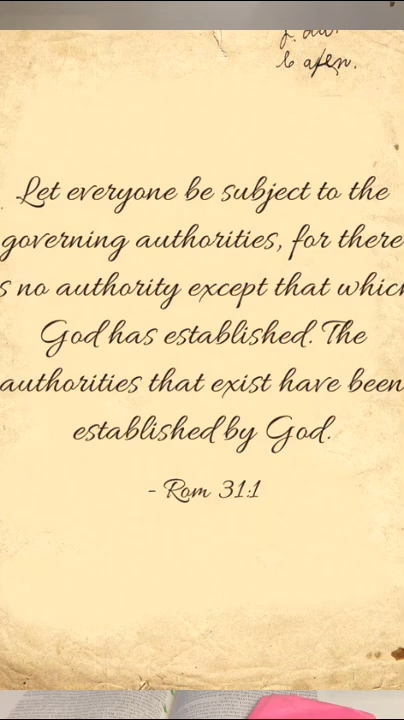 Let everyone be subject to the
governing authorities, for there
s no authority except that which
God has established. The
authorities that exist have been
established by God.
- Rom 31:1